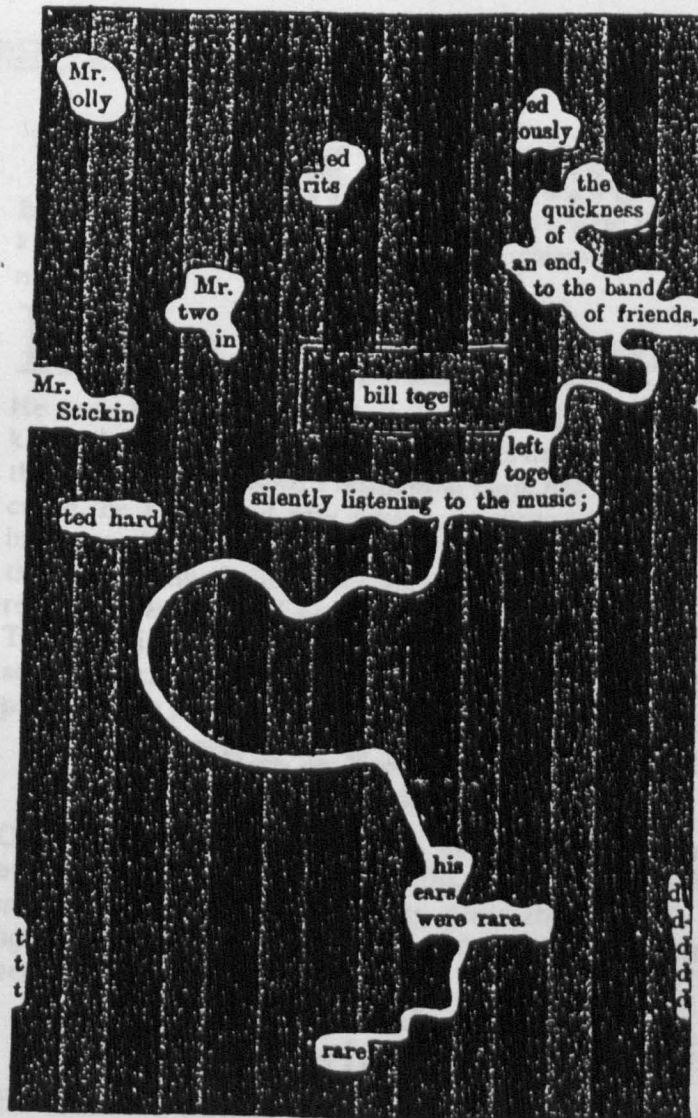 Mr.
olly
ed
ously
ed
rits
the
quickness
of
an end,
to the band
of friends,
Mr.
two
in
Mr.
Stickin
bill toge
left
toge
silently listening to the music;
ted hard
his
ears
were rare.
t
t
t
d
d
d
d
d
rare